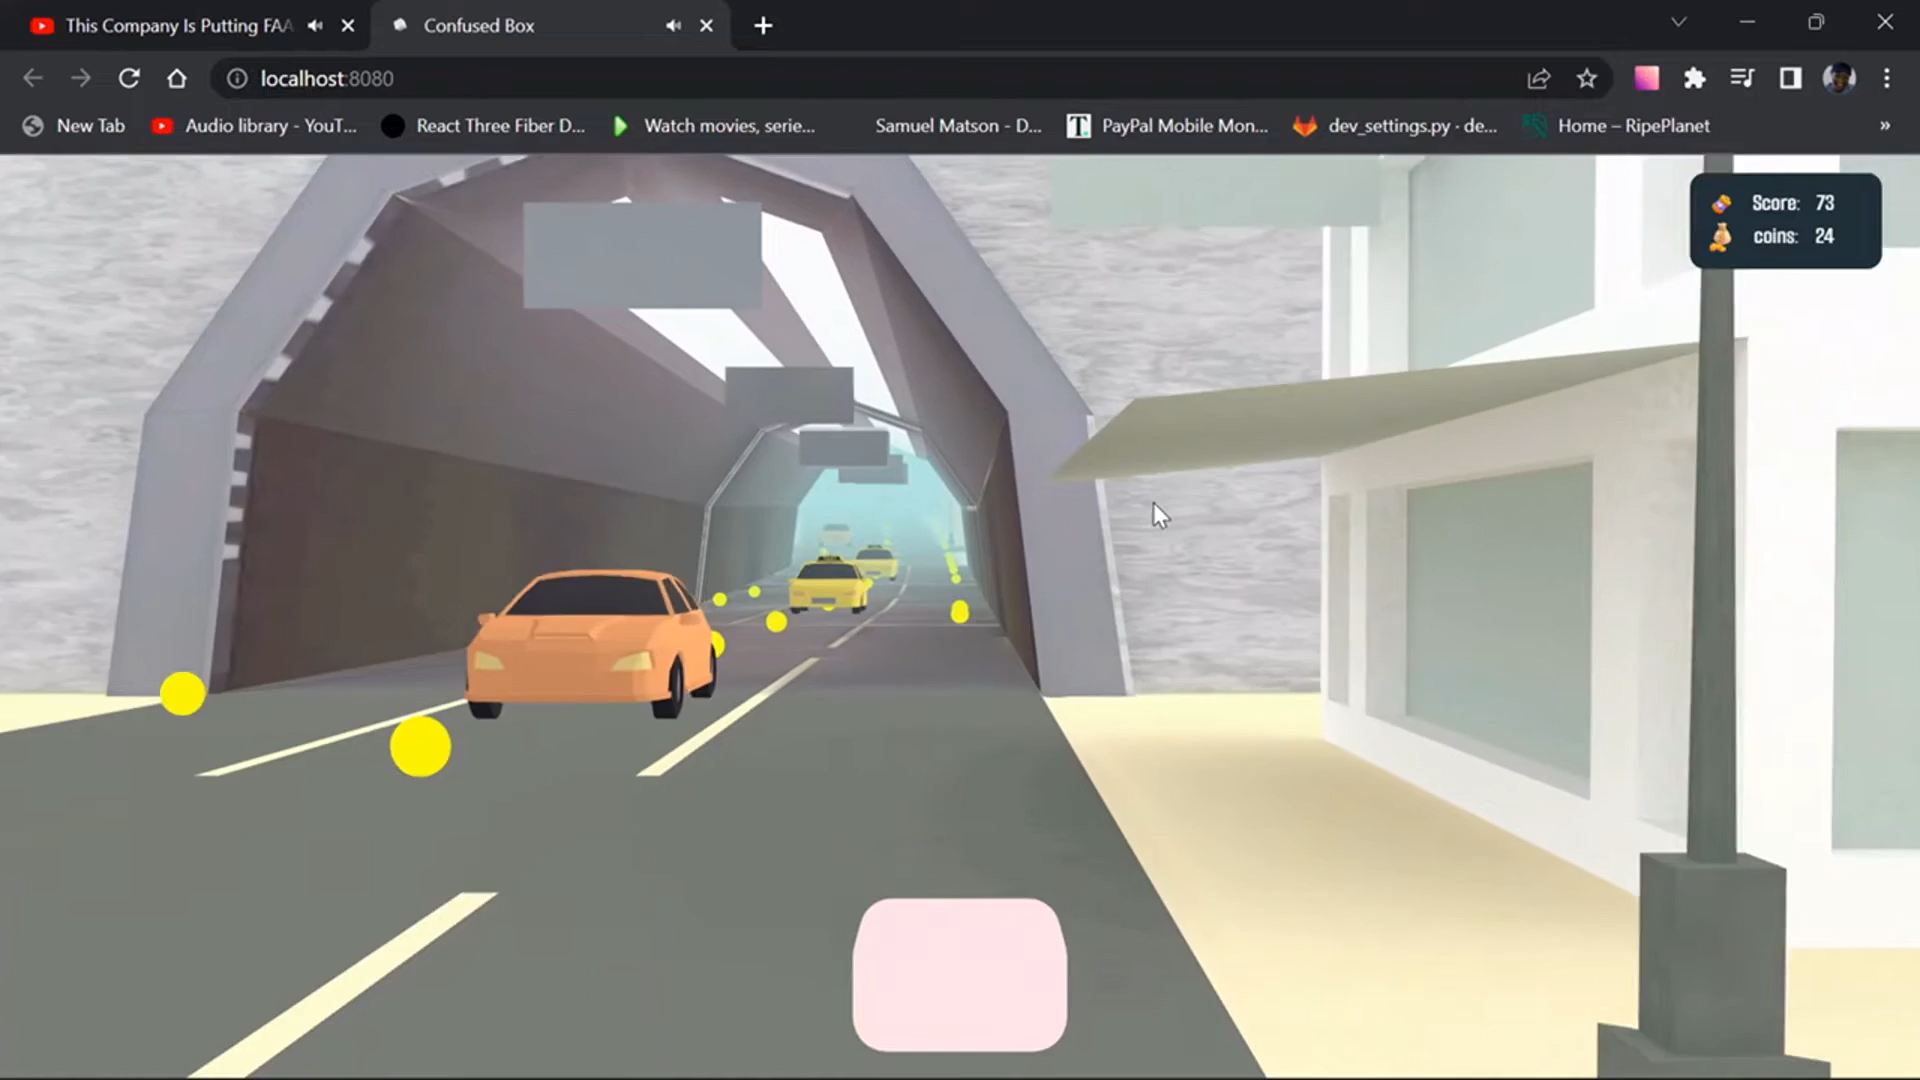 This Company Is Putting FAA
Confused Box
localhost:8080
New Tab
Audio library - YouT...
React Three Fiber D...
Watch movies, serie...
Samuel Matson - D...
T.
PayPal Mobile Mon...
dev_settings.py · de...
Home – RipePlanet
»
Score: 73
coins: 24